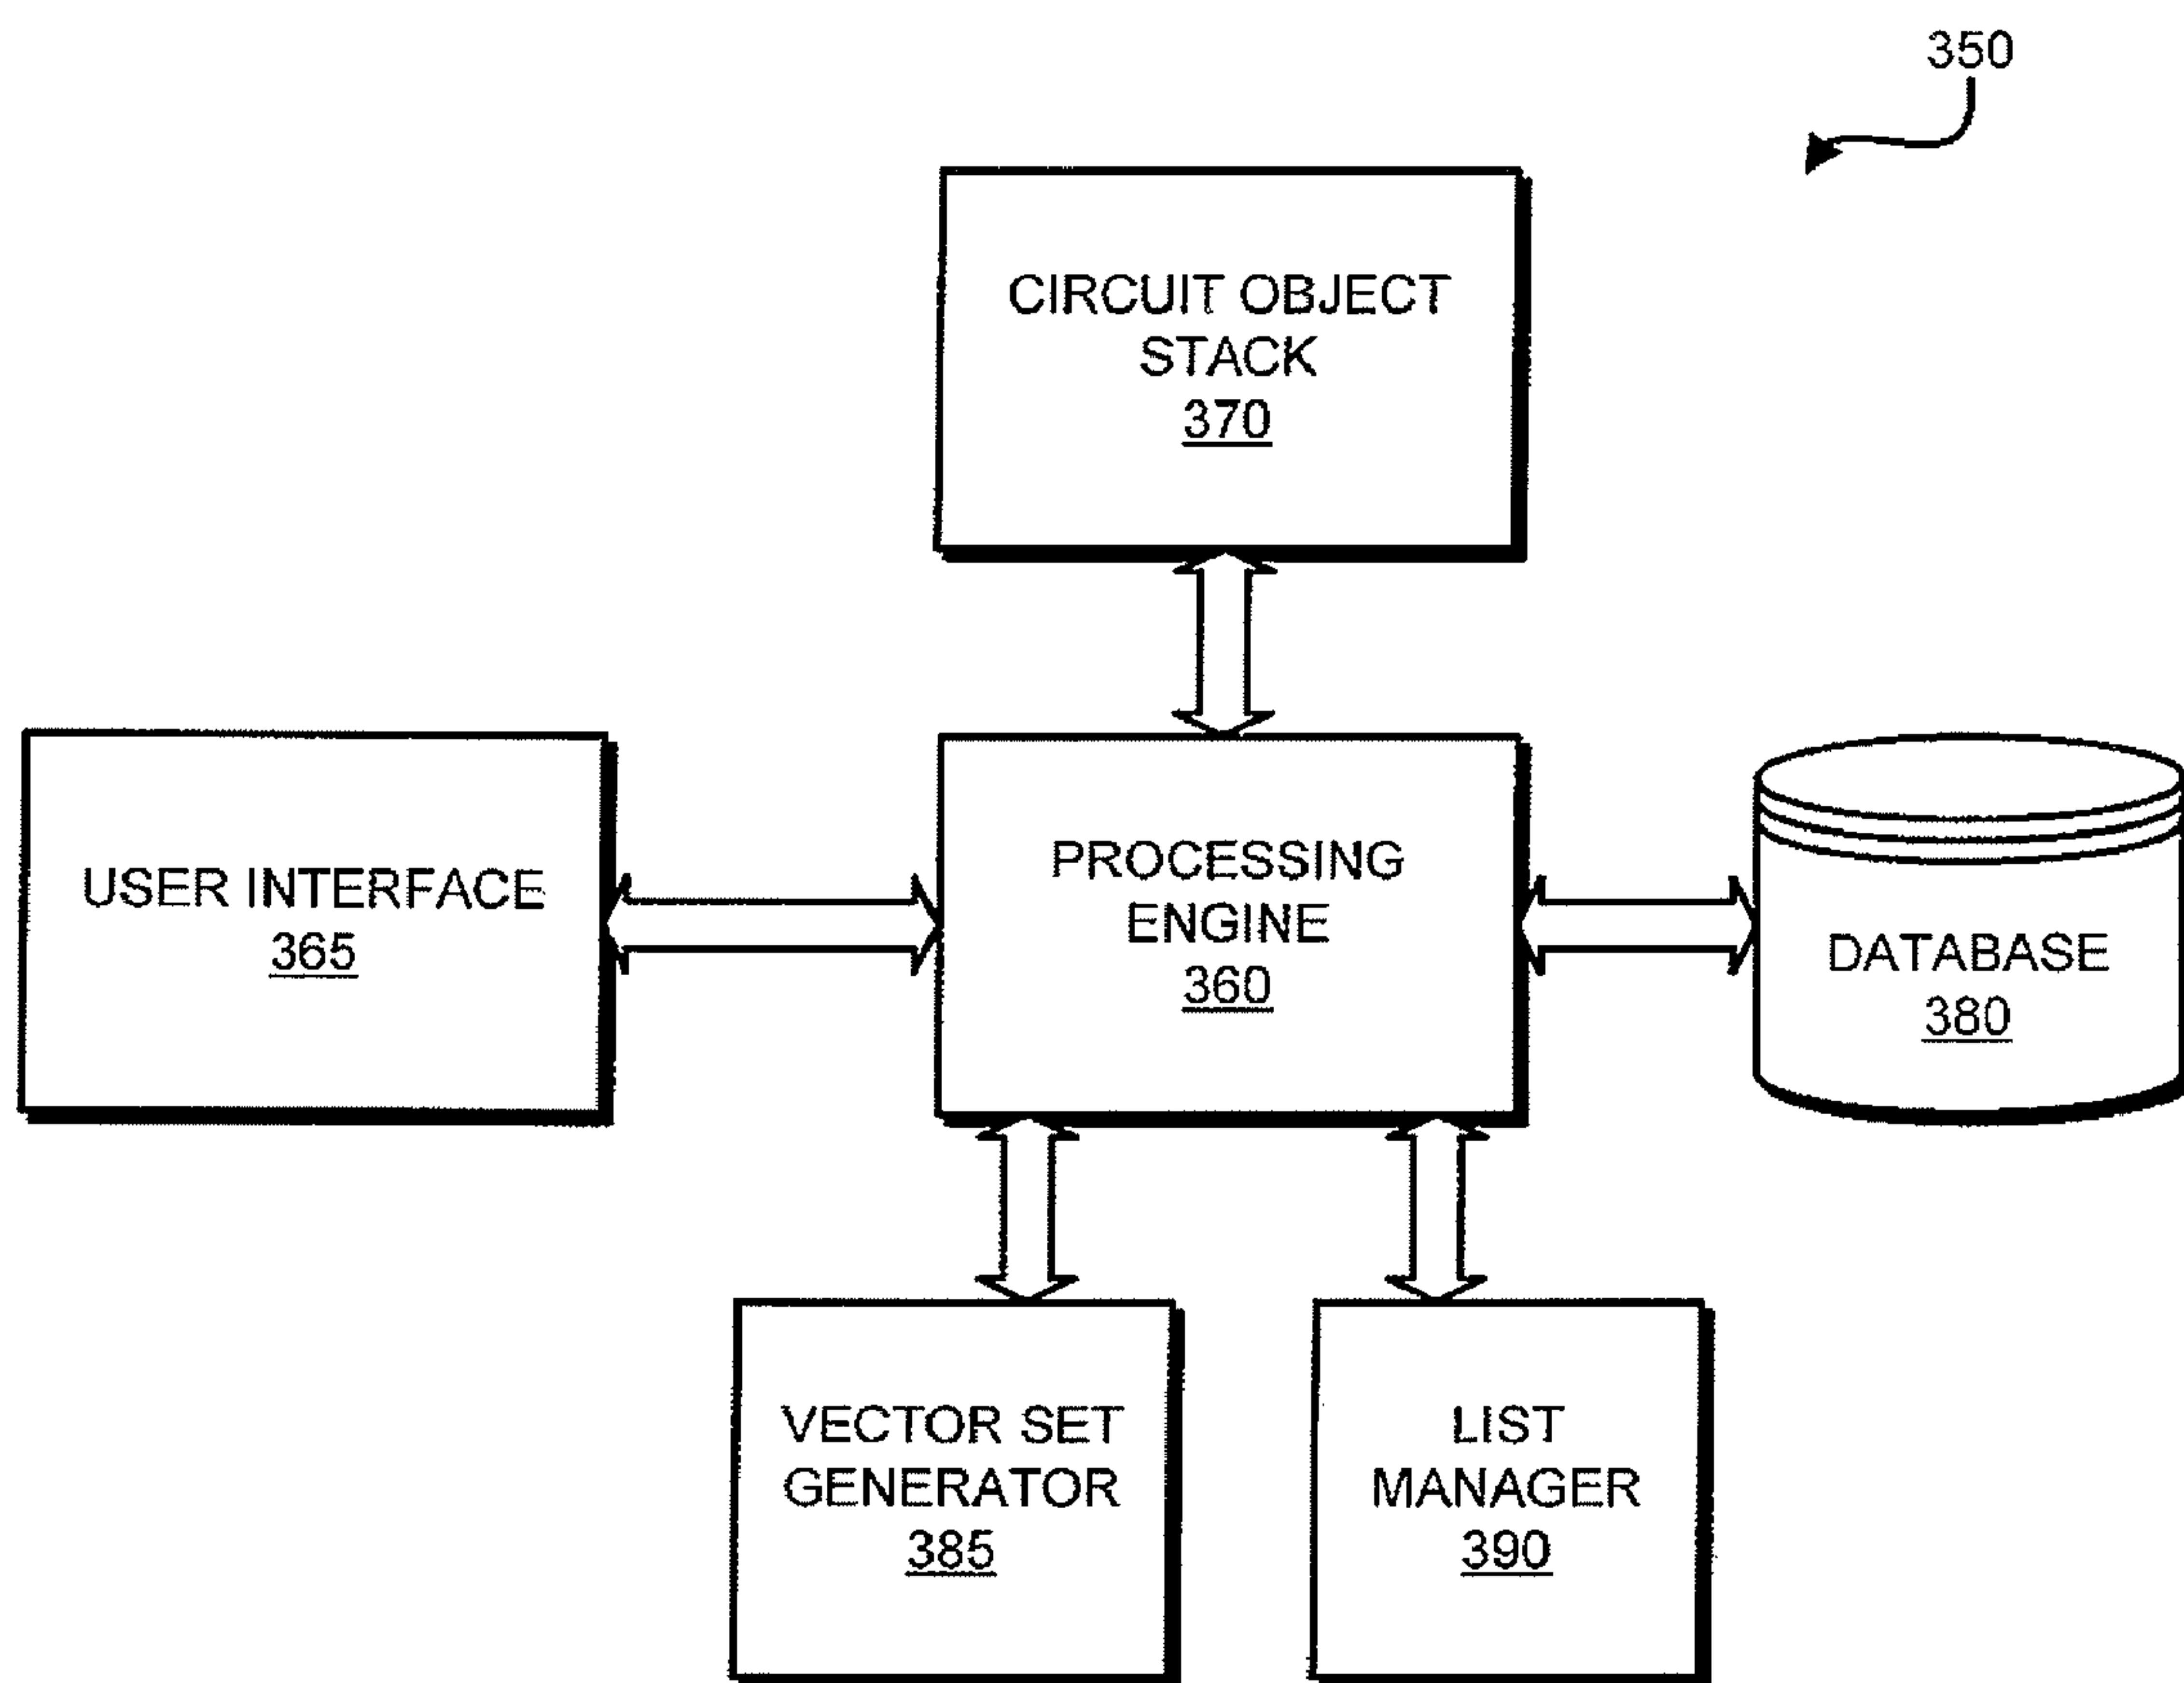 350
CIRCUIT OBJECT
STACK
370
USER INTERFACE
365
PROCESSING
ENGINE
360
DATABASE
380
VECTOR SET
GENERATOR
385
LIST
MANAGER
390